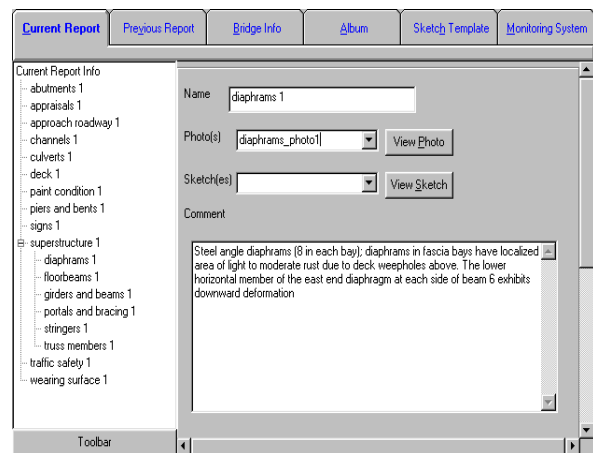 Current Report Previous Report Bridge Info Album Sketch Template Monitoring System
Current Report Info
abutments 1
appraisals 1
approach roadway 1
channels 1
culverts 1
deck 1
paint condition 1
piers and bents 1
signs 1
superstructure 1
diaphrams 1
floorbeams 1
girders and beams 1
portals and bracing 1
stringers 1
truss members 1
traffic safety 1
wearing surface 1
Toolbar
Name diaphrams 1
Photo(s) diaphrams_photo1 View Photo
Sketch(es) View Sketch
Comment
Steel angle diaphrams (8 in each bay); diaphrams in fascia bays have localized
area of light to moderate rust due to deck weepholes above. The lower
horizontal member of the east end diaphragm at each side of beam 6 exhibits
downward deformation